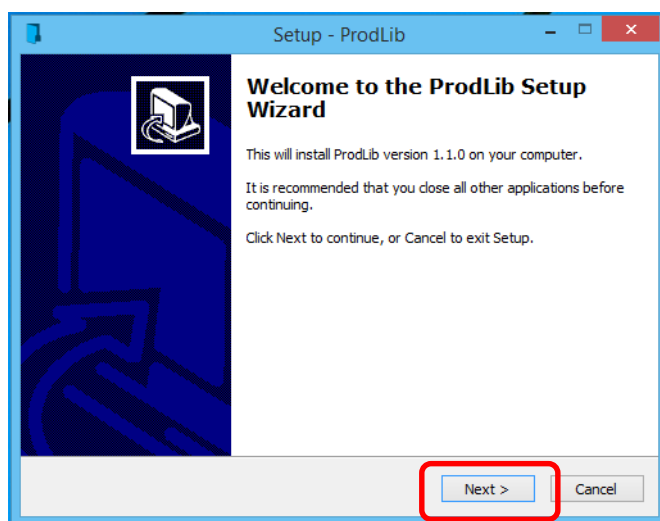 Setup - ProdLib
Welcome to the ProdLib Setup
Wizard
This will install ProdLib version 1.1.0 on your computer.
It is recommended that you close all other applications before
continuing.
Click Next to continue, or Cancel to exit Setup.
Next >
Cancel